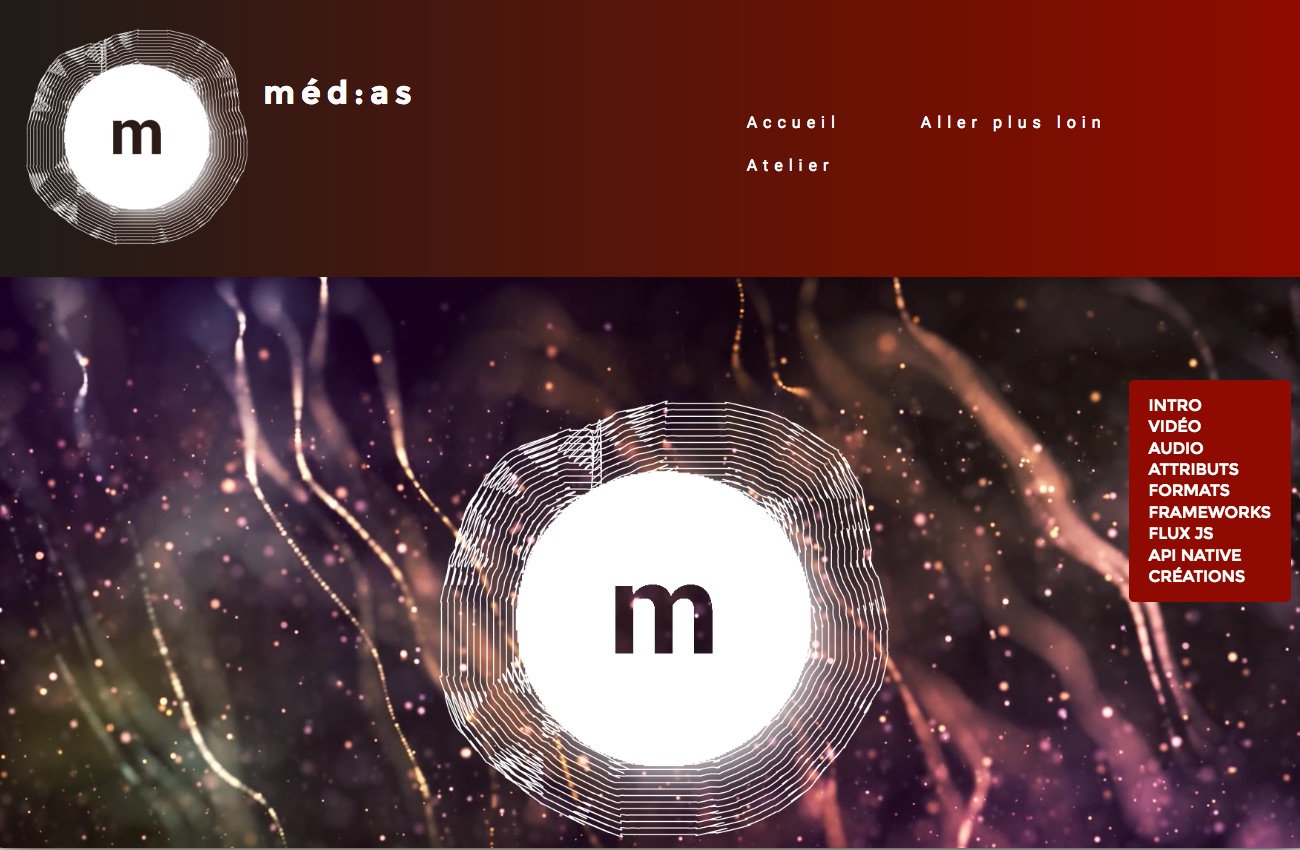 m
méd:as
Accueil
Aller plus loin
Atelier
INTRO
VIDÉO
AUDIO
ATTRIBUTS
FORMATS
FRAMEWORKS
FLUX JS
API NATIVE
CRÉATIONS
m